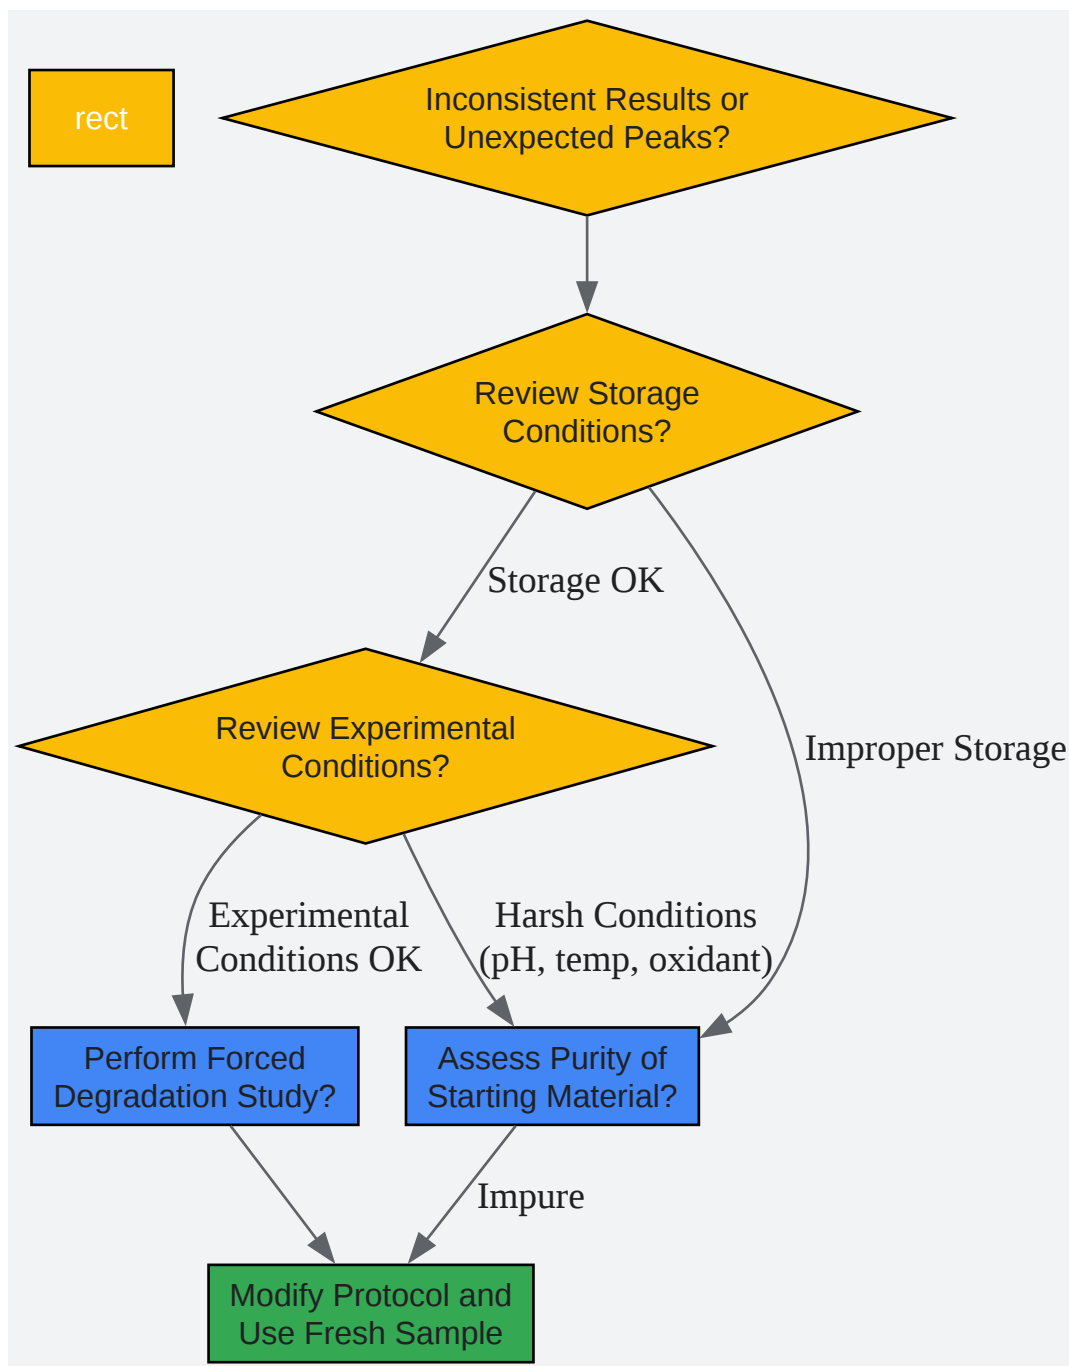 rect
Inconsistent Results or
Unexpected Peaks?
Review Storage
Conditions?
Storage OK
Review Experimental
Conditions?
Improper Storage
Experimental
Conditions OK
Harsh Conditions
(pH, temp, oxidant)
Perform Forced
Degradation Study?
Assess Purity of
Starting Material?
Impure
Modify Protocol and
Use Fresh Sample